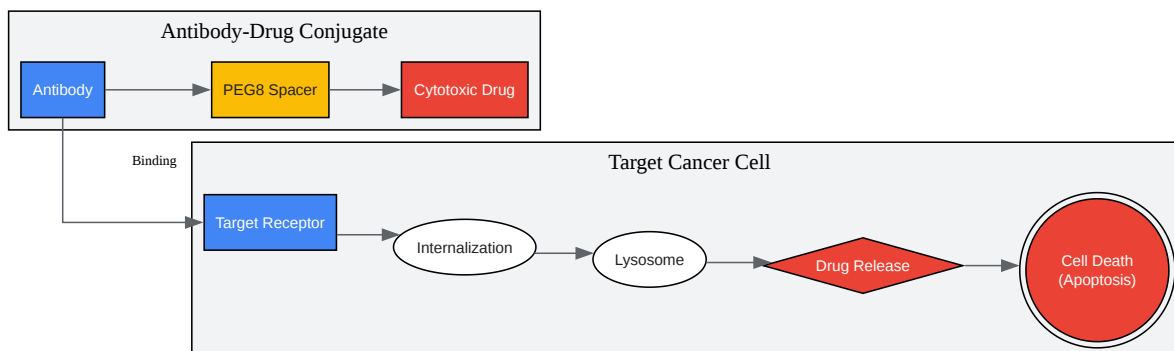 Antibody-Drug Conjugate
Antibody
PEG8 Spacer
Cytotoxic Drug
Binding
Target Cancer Cell
Target Receptor
Internalization
Lysosome
Drug Release
Cell Death
(Apoptosis)